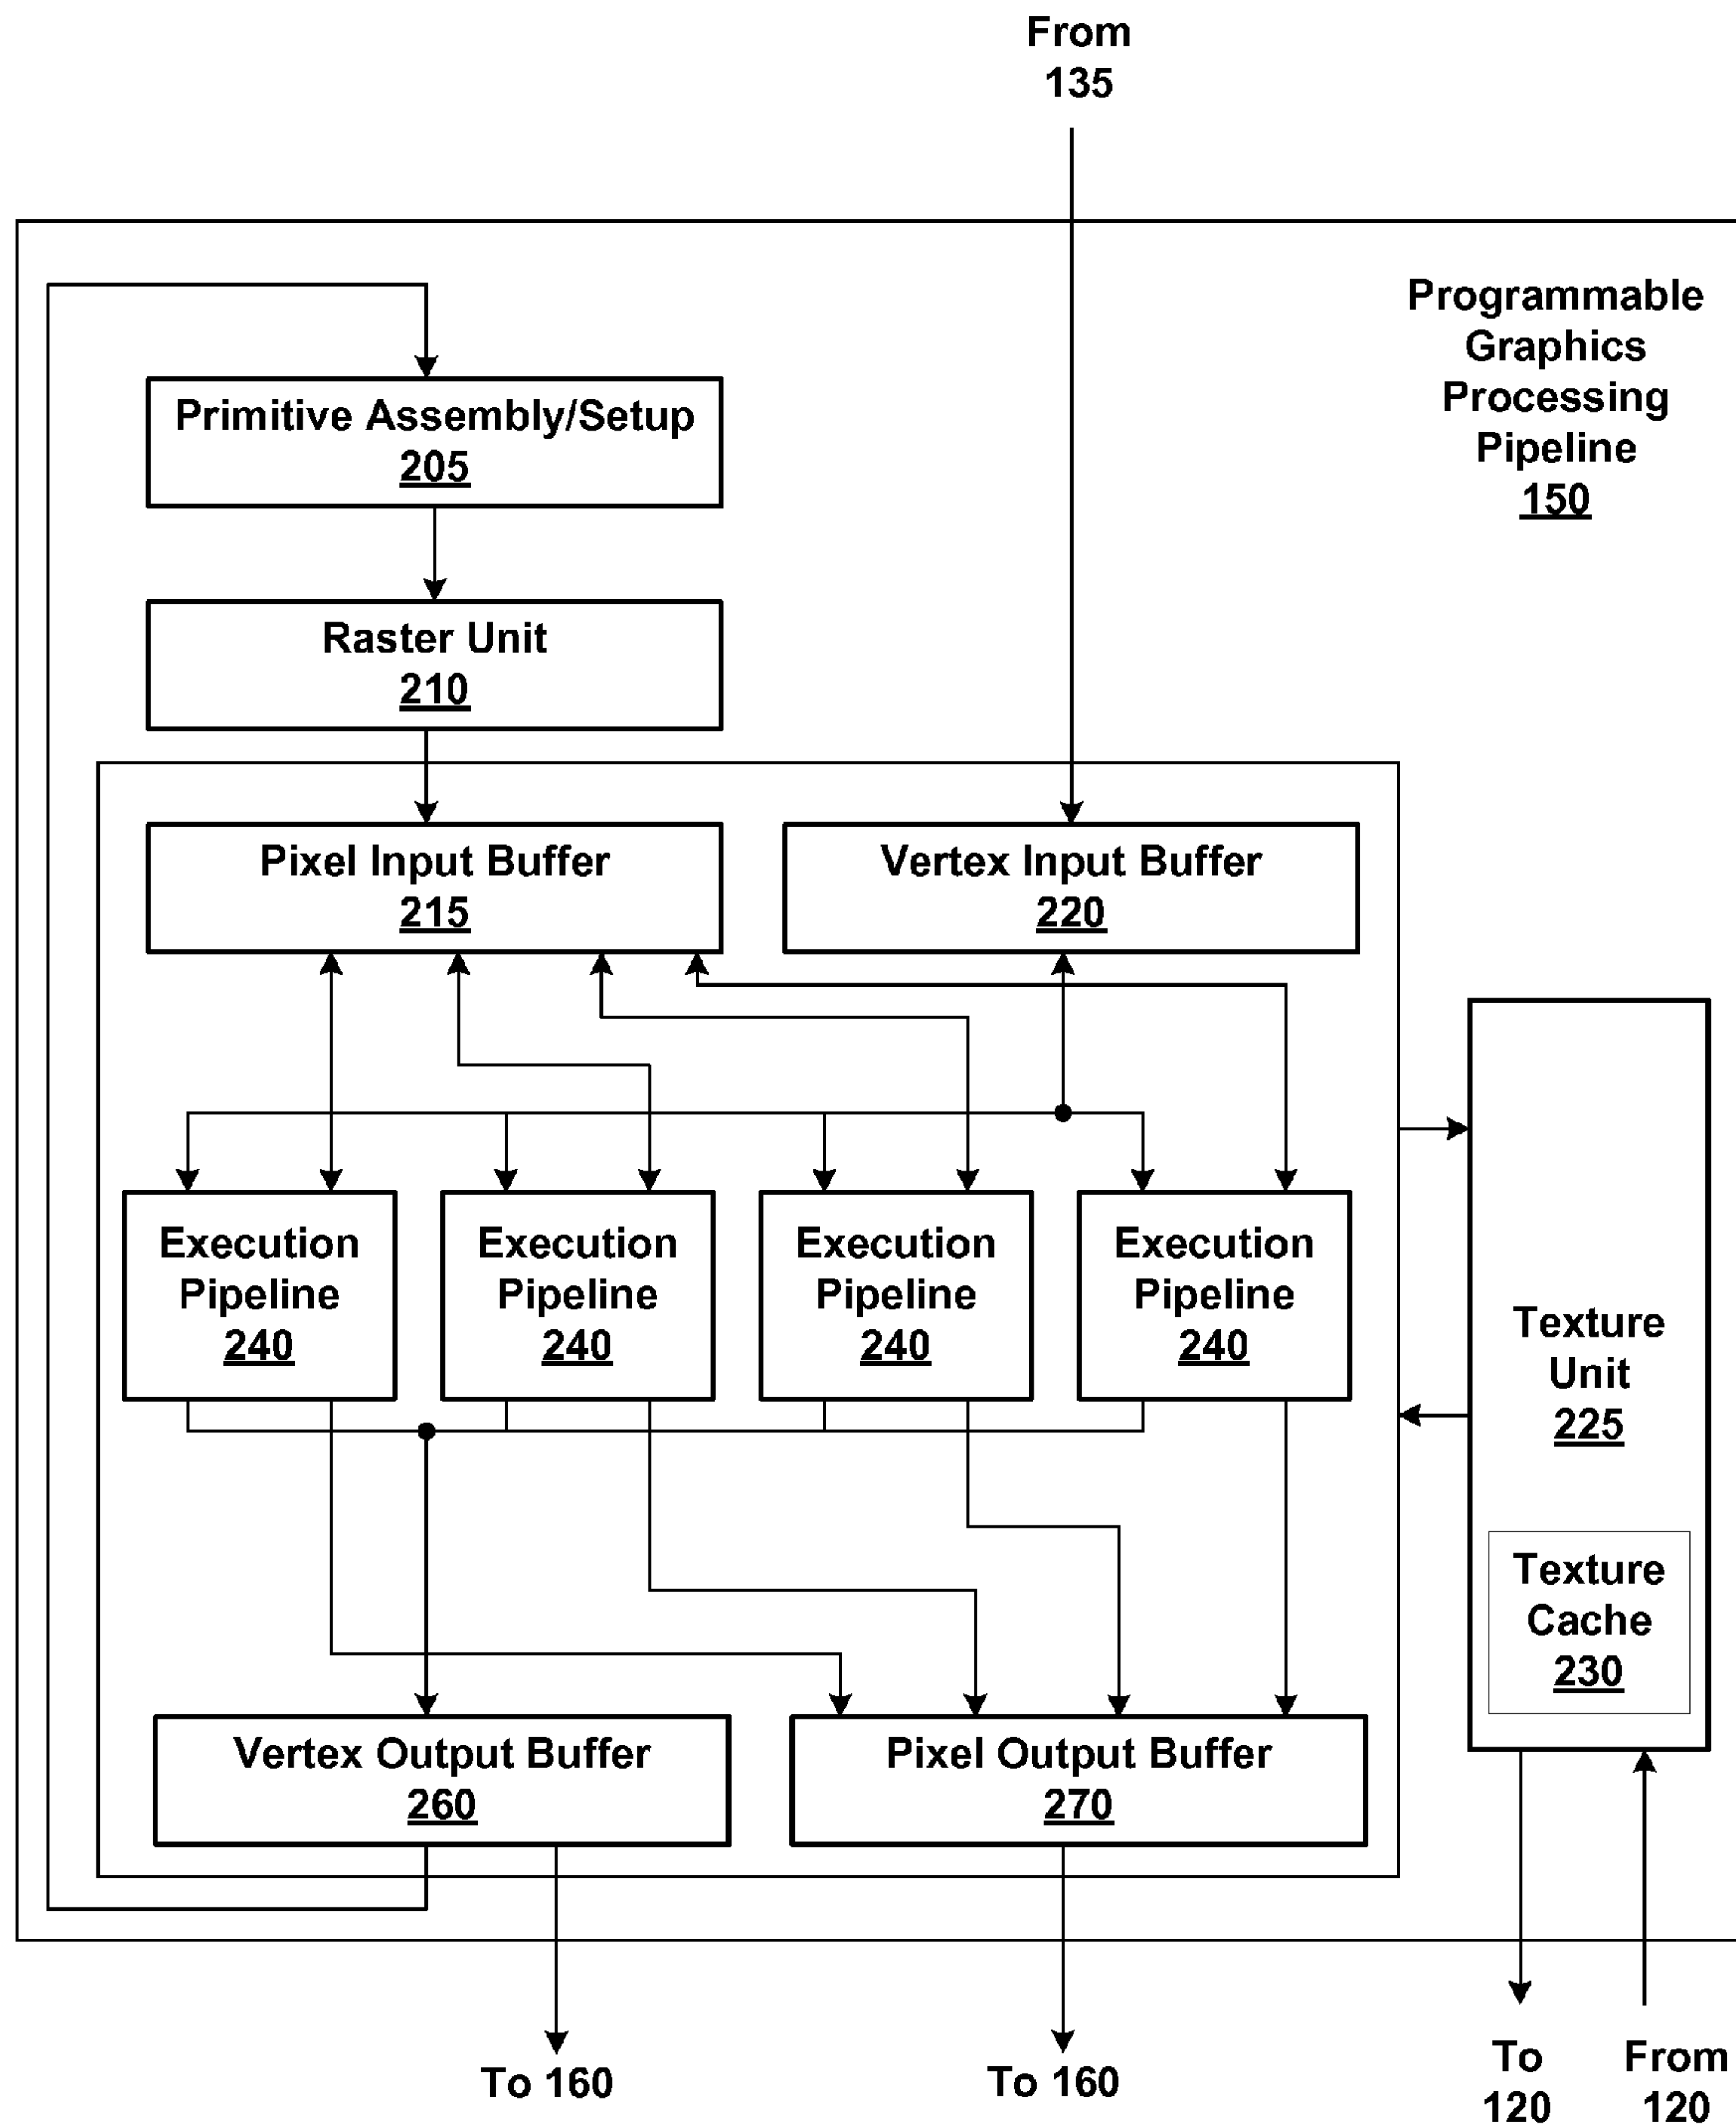 From
135
Programmable
Graphics
Processing
Pipeline
150
Primitive Assembly/Setup
205
Raster Unit
210
Pixel Input Buffer
215
Vertex Input Buffer
220
Execution
Pipeline
240
Execution
Pipeline
240
Execution
Pipeline
240
Execution
Pipeline
240
Texture
Unit
225
Texture
Cache
230
Vertex Output Buffer
260
Pixel Output Buffer
270
To 160
To 160
To
120
From
120